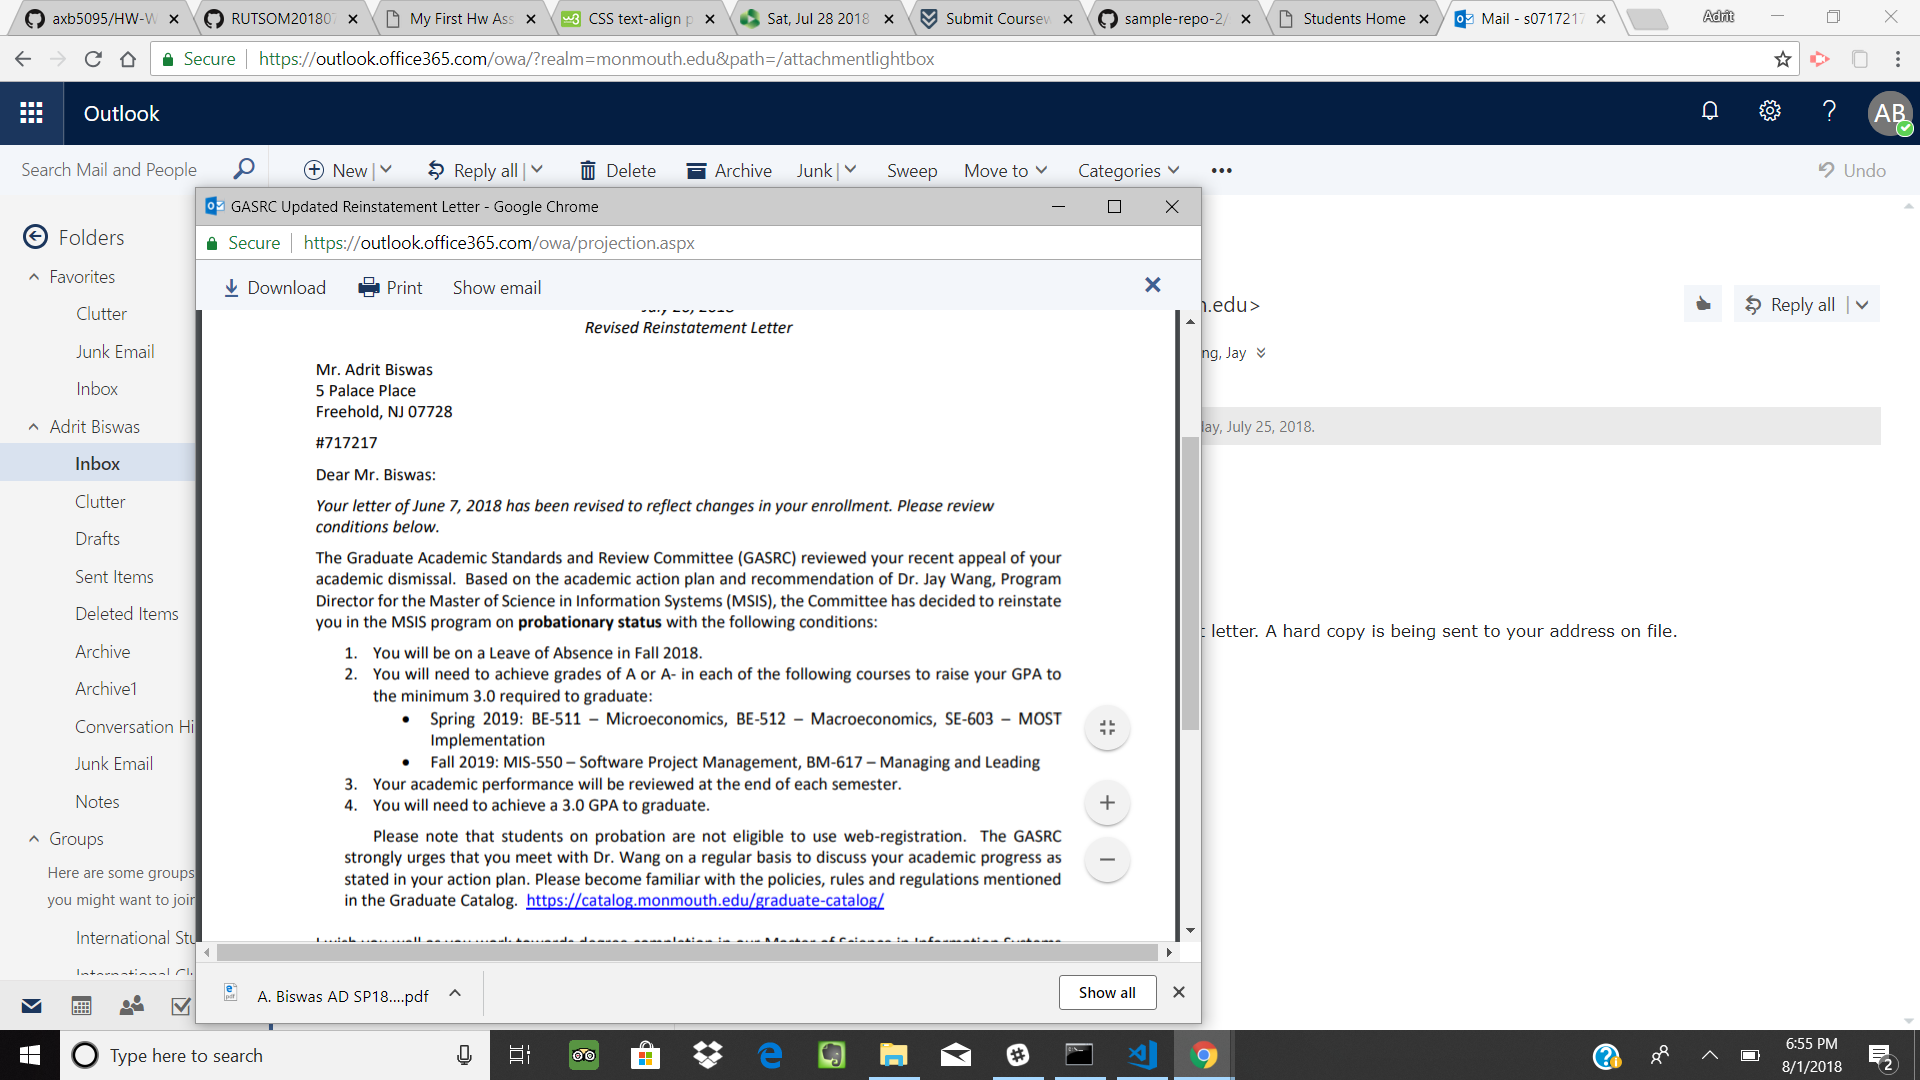 axb5095/HW-W
RUTSOM201807
My First Hw Ass
CSS text-align p
Sat, Jul 28 2018
Submit Coursew
sample-repo-2/
Students Home
Mail - s0717217
Adrit
Secure
https://outlook.office365.com/owa/?realm=monmouth.edu&path=/attachmentlightbox
Outlook
AB
Search Mail and People
New
Reply all
Delete
Archive
Junk
Sweep
Move to
Categories
Undo
GASRC Updated Reinstatement Letter - Google Chrome
Secure
https://outlook.office365.com/owa/projection.aspx
Download
Print
Show email
Revised Reinstatement Letter
Mr. Adrit Biswas
5 Palace Place
Freehold, NJ 07728
#717217
Dear Mr. Biswas:
Your letter of June 7, 2018 has been revised to reflect changes in your enrollment. Please review
conditions below.
The Graduate Academic Standards and Review Committee (GASRC) reviewed your recent appeal of your
academic dismissal. Based on the academic action plan and recommendation of Dr. Jay Wang, Program
Director for the Master of Science in Information Systems (MSIS), the Committee has decided to reinstate
you in the MSIS program on probationary status with the following conditions:
1. You will be on a Leave of Absence in Fall 2018.
2. You will need to achieve grades of A or A- in each of the following courses to raise your GPA to
the minimum 3.0 required to graduate:
• Spring 2019: BE-511 – Microeconomics, BE-512 – Macroeconomics, SE-603 – MOST
Implementation
• Fall 2019: MIS-550 – Software Project Management, BM-617 – Managing and Leading
3. Your academic performance will be reviewed at the end of each semester.
4. You will need to achieve a 3.0 GPA to graduate.
Please note that students on probation are not eligible to use web-registration. The GASRC
strongly urges that you meet with Dr. Wang on a regular basis to discuss your academic progress as
stated in your action plan. Please become familiar with the policies, rules and regulations mentioned
in the Graduate Catalog. https://catalog.monmouth.edu/graduate-catalog/
A. Biswas AD SP18....pdf
Show all
Folders
Favorites
Clutter
Junk Email
Inbox
Adrit Biswas
Inbox
Clutter
Drafts
Sent Items
Deleted Items
Archive
Archive1
Conversation Hi
Junk Email
Notes
Groups
Here are some groups
you might want to join
International Stu
n.edu>
Reply all
ng, Jay
lay, July 25, 2018.
t letter. A hard copy is being sent to your address on file.
Type here to search
6:55 PM
8/1/2018
2